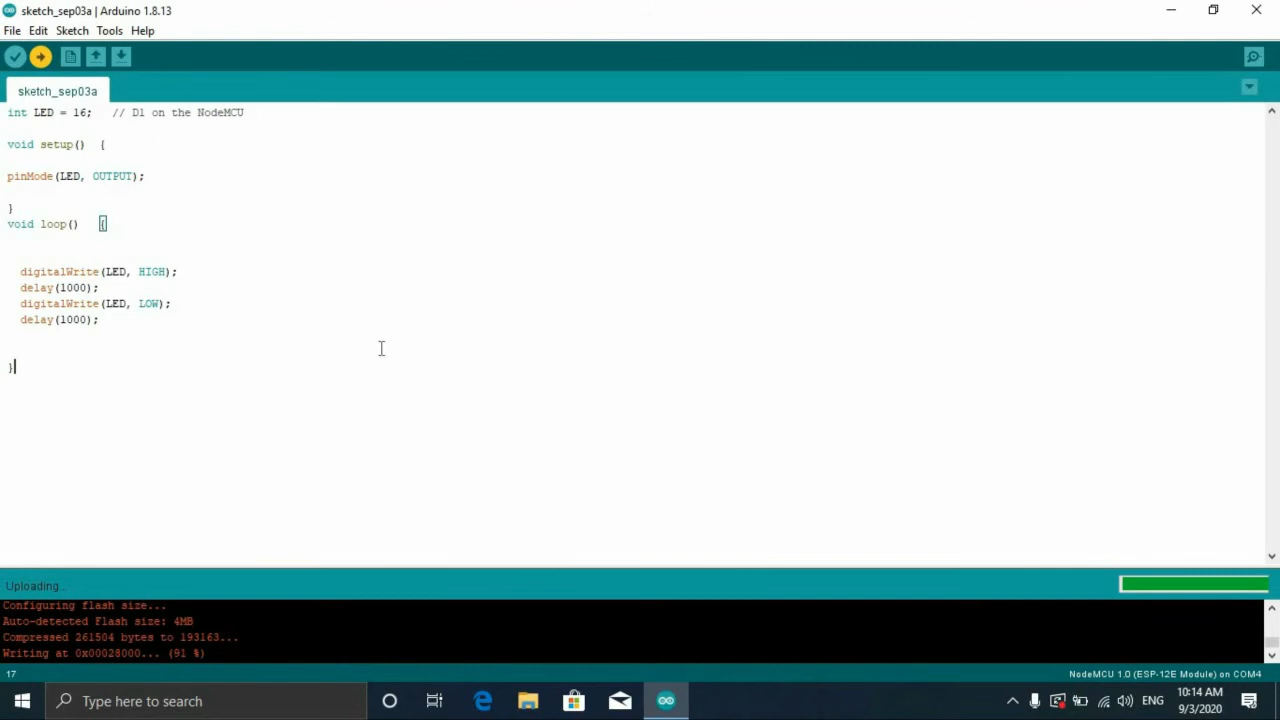 sketch_sep03a | Arduino 1.8.13
File Edit Sketch Tools Help
sketch_sep03a
int LED = 16;   // D1 on the NodeMCU
void setup()  {
pinMode(LED, OUTPUT);
}
void loop()   {
digitalWrite(LED, HIGH);
delay(1000);
digitalWrite(LED, LOW);
delay(1000);
}
Uploading...
Configuring flash size...
Auto-detected Flash size: 4MB
Compressed 261504 bytes to 193163...
Writing at 0x00028000... (91 %)
17
NodeMCU 1.0 (ESP-12E Module) on COM4
Type here to search
ENG
10:14 AM
9/3/2020